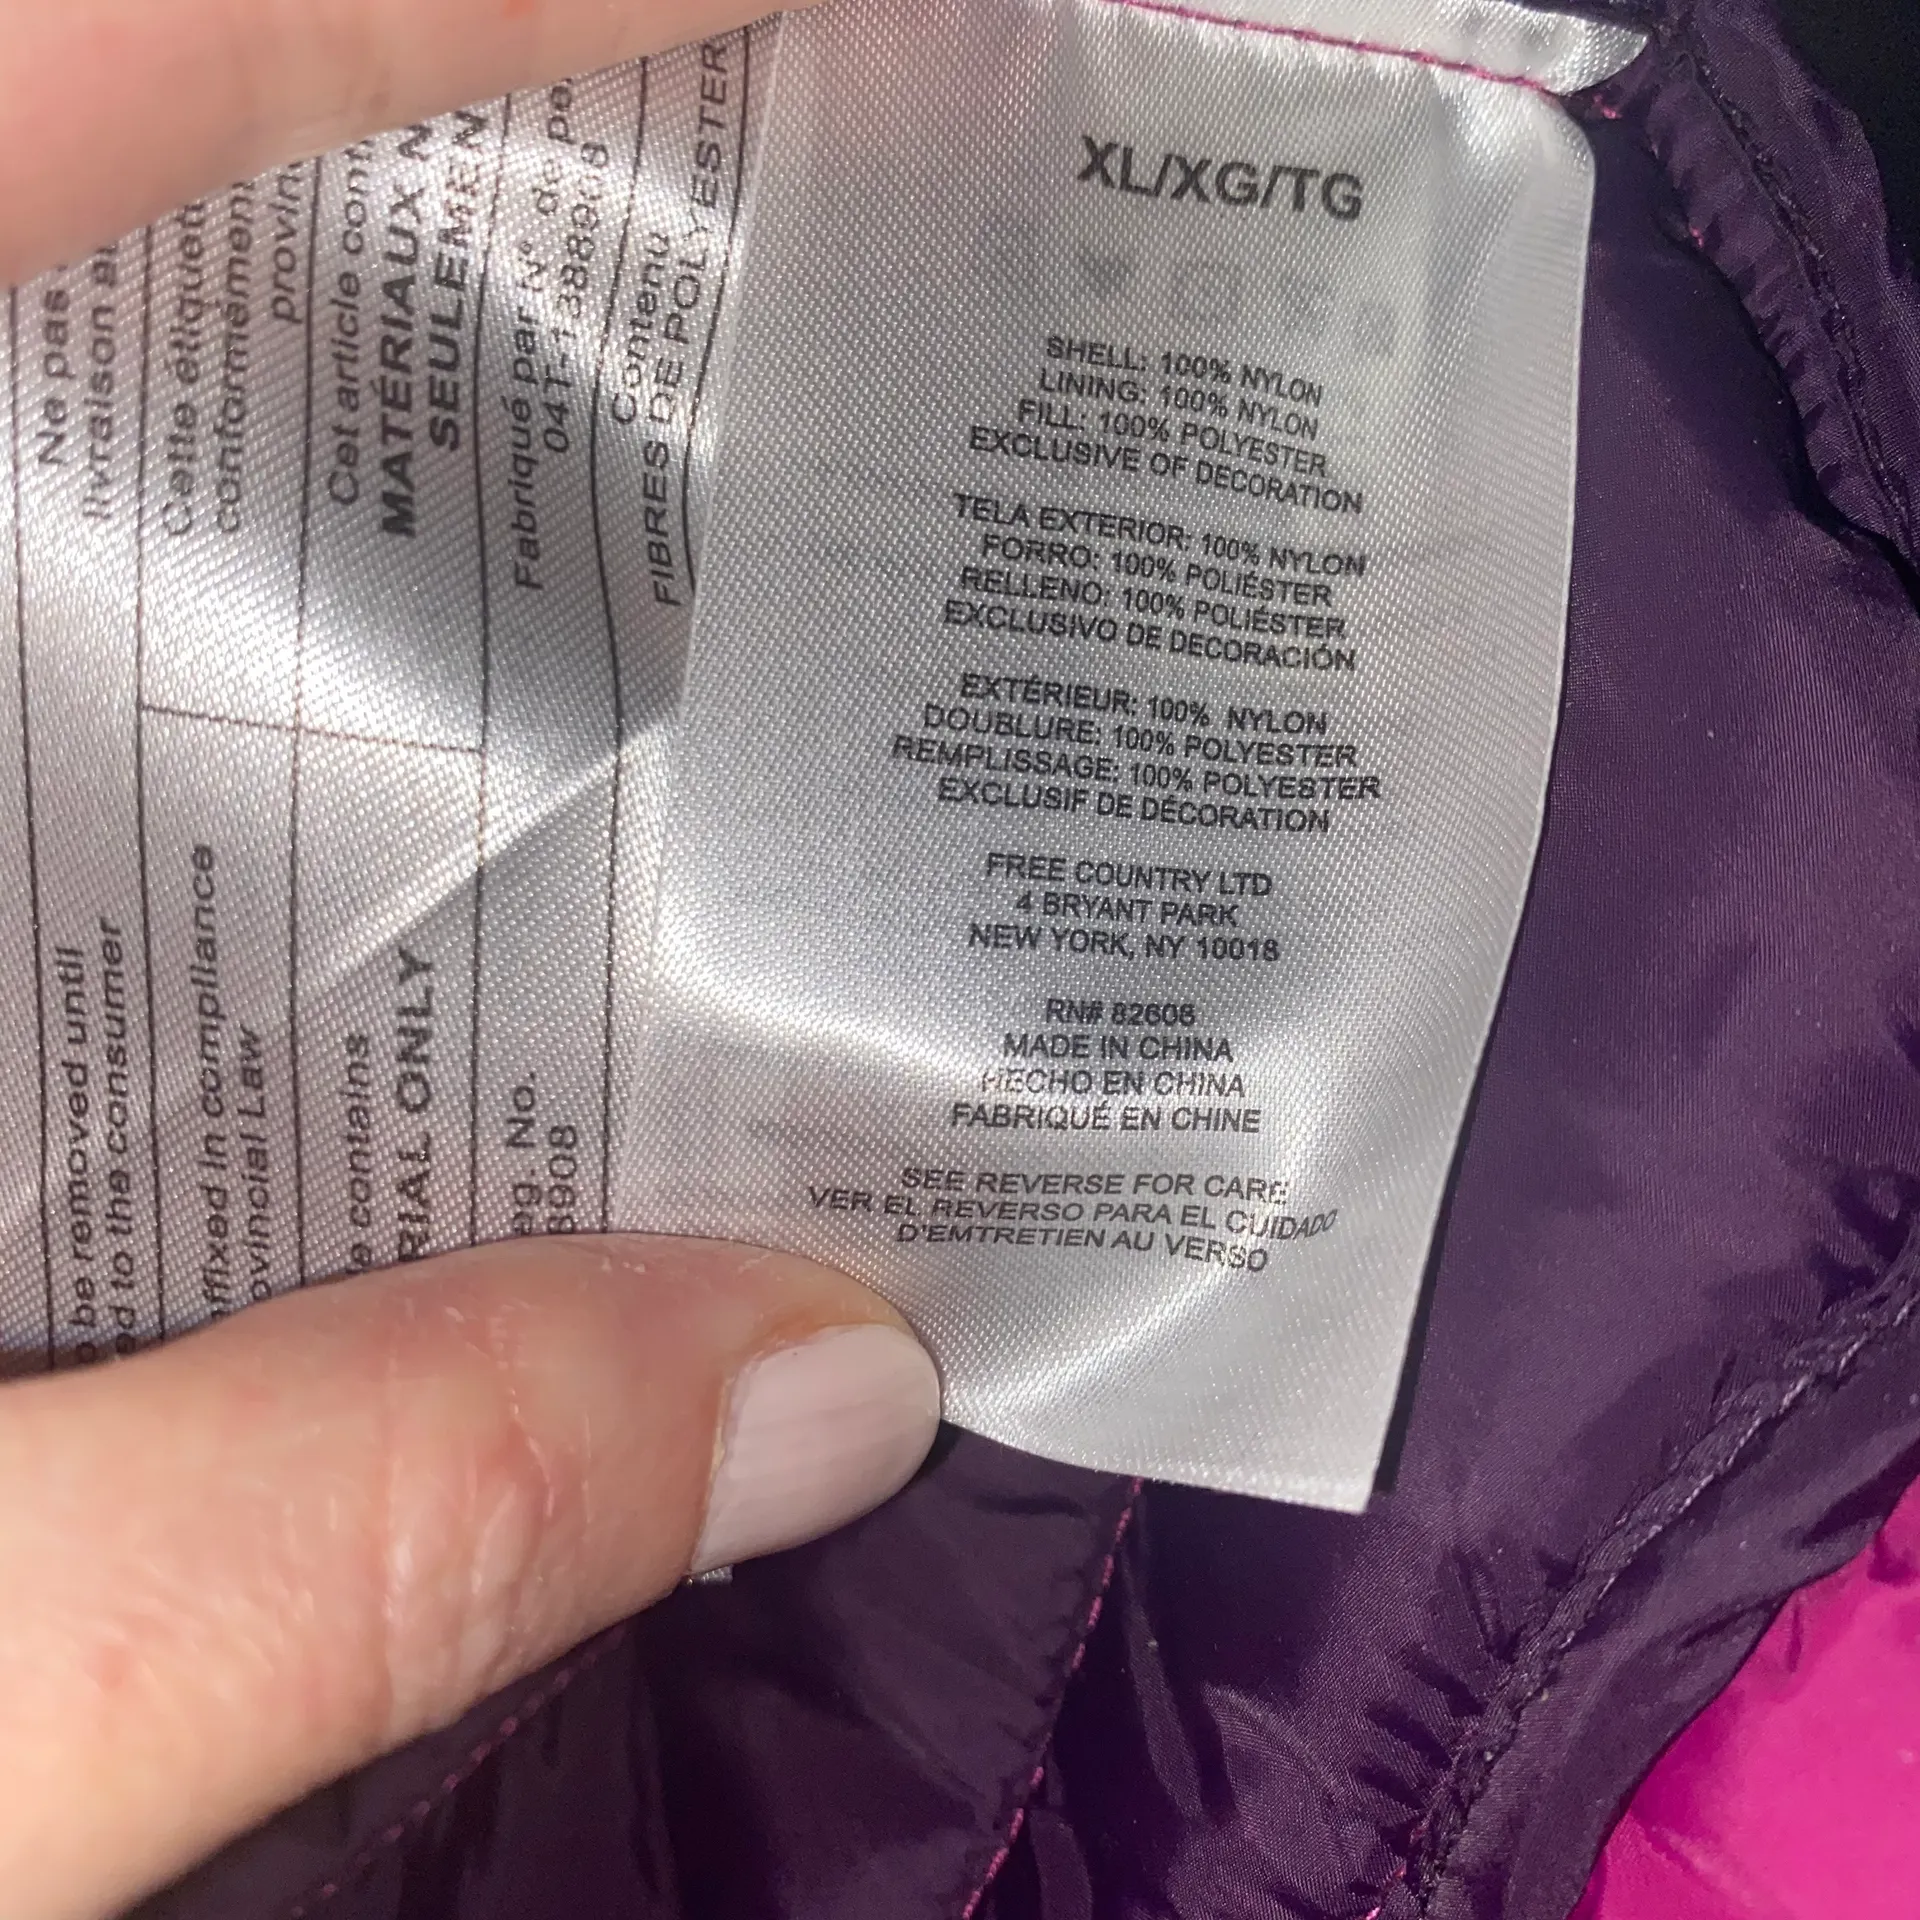 XL/XG/TG
SHELL: 100% NYLON
LINING: 100% NYLON
FILL: 100% POLYESTER
EXCLUSIVE OF DECORATION
TELA EXTERIOR: 100% NYLON
FORRO: 100% POLIÉSTER
RELLENO: 100% POLIÉSTER
EXCLUSIVO DE DECORACIÓN
EXTÉRIEUR: 100% NYLON
DOUBLURE: 100% POLYESTER
REMPLISSAGE: 100% POLYESTER
EXCLUSIF DE DÉCORATION
FREE COUNTRY LTD
4 BRYANT PARK
NEW YORK, NY 10018
RN# 82606
MADE IN CHINA
HECHO EN CHINA
FABRIQUÉ EN CHINE
SEE REVERSE FOR CARE
VER EL REVERSO PARA EL CUIDADO
D'EMTRETIEN AU VERSO
Ne pas
livraison au
Cette étiquet
conformément
provin
Cet article cont
MATÉRIAUX N
SEULEMEN
Fabriqué par N° de
04T-1388908
Contenu
FIBRES DE POLYESTER
be removed until
ed to the consumer
affixed in compliance
ovincial Law
le contains
RIAL ONLY
eg. No.
8908